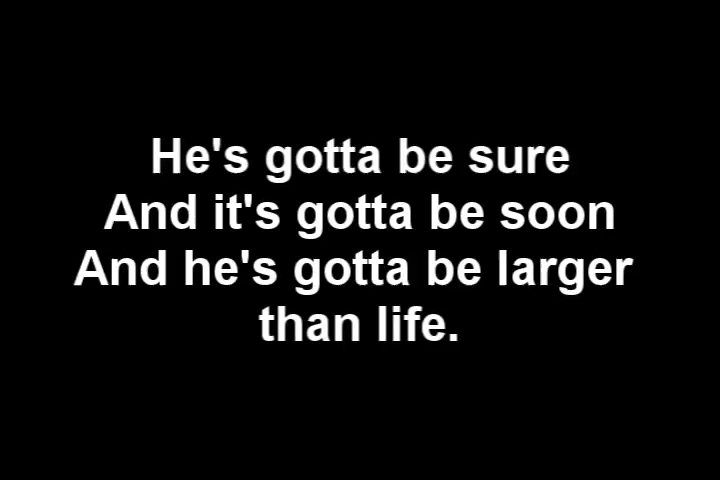 He's gotta be sure
And it's gotta be soon
And he's gotta be larger
than life.